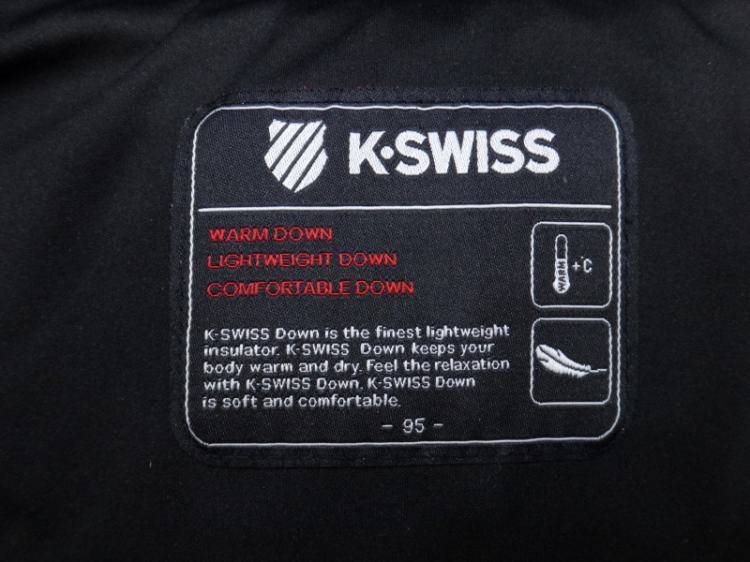 K·SWISS
WARM DOWN
LIGHTWEIGHT DOWN
COMFORTABLE DOWN
WARM +°C
K-SWISS Down is the finest lightweight
insulator. K-SWISS Down keeps your
body warm and dry. Feel the relaxation
with K-SWISS Down. K-SWISS Down
is soft and comfortable.
- 95 -